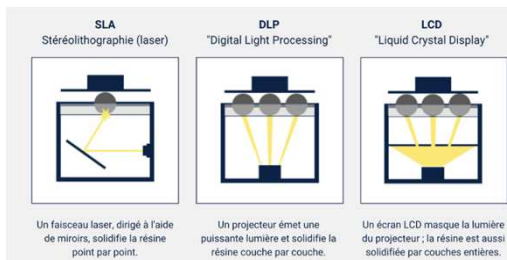 SLA
Stéréolithographie (laser)
Un faisceau laser, dirigé à l'aide
de miroirs, solidifie la résine
point par point.
DLP
"Digital Light Processing"
Un projecteur émet une
puissante lumière et solidifie la
résine couche par couche.
LCD
"Liquid Crystal Display"
Un écran LCD masque la lumière
du projecteur ; la résine est aussi
solidifiée par couches entières.